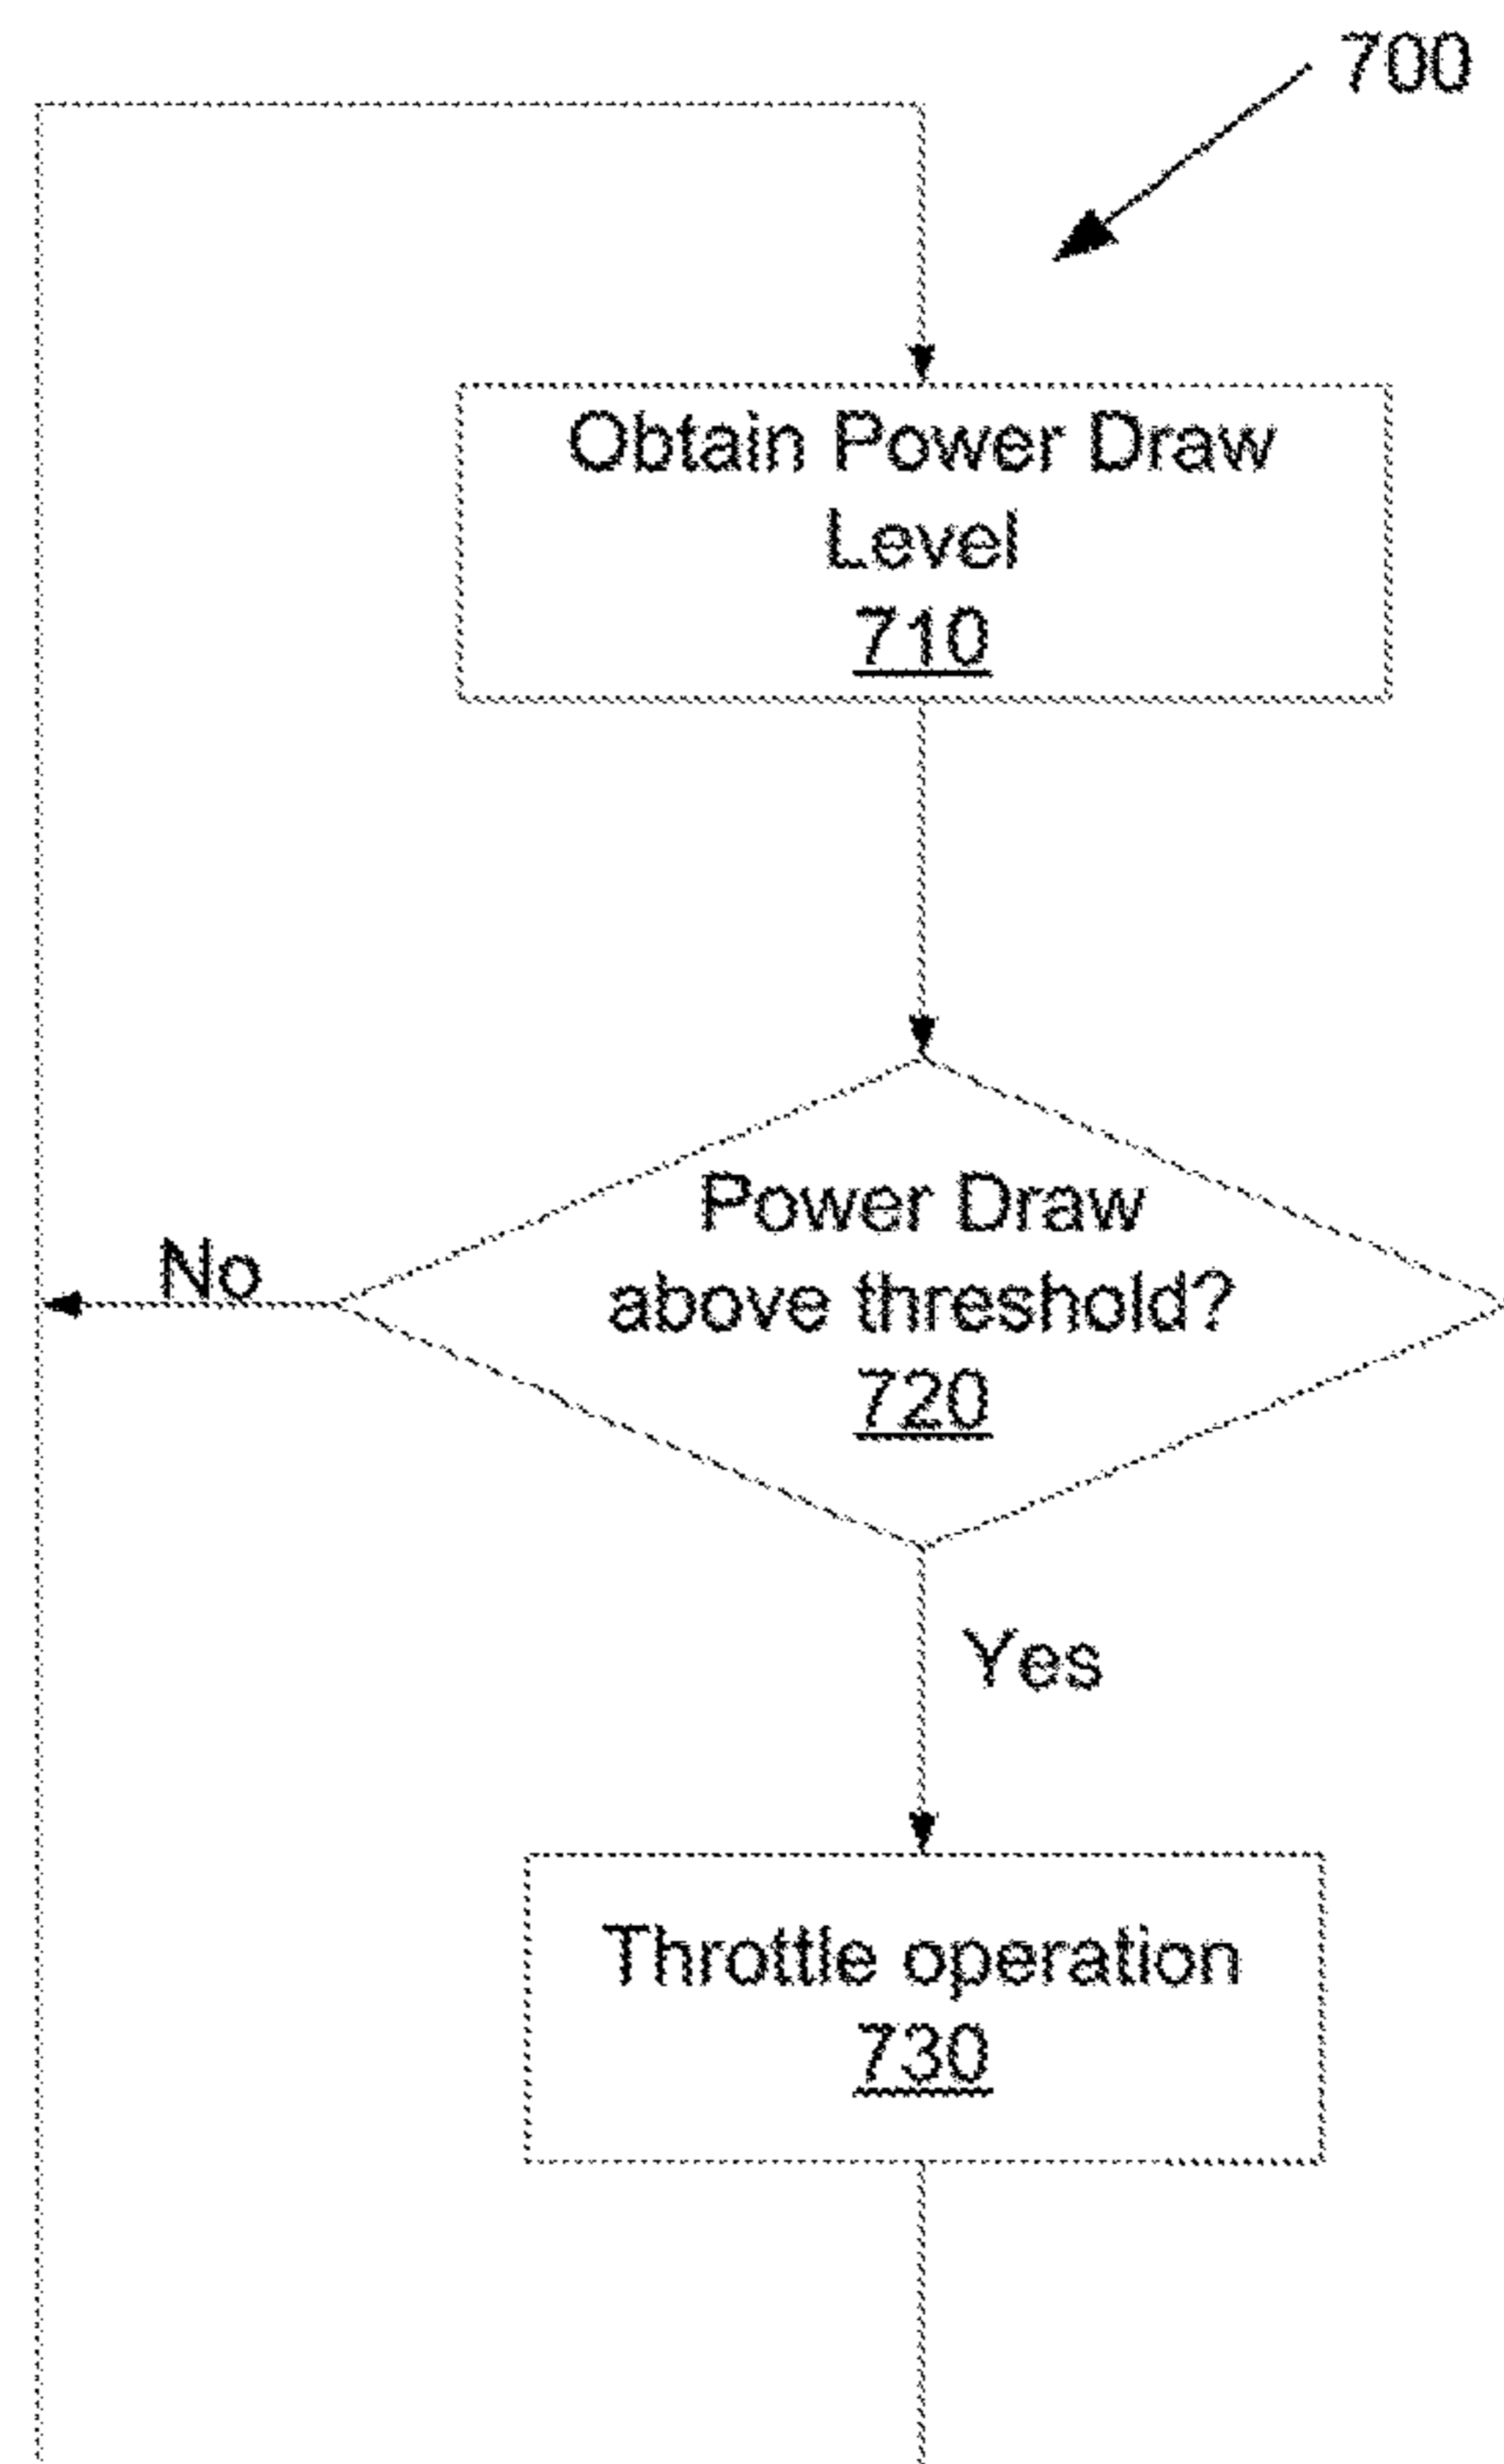 700
Obtain Power Draw
Level
710
Power Draw
above threshold?
720
No
Yes
Throttle operation
730